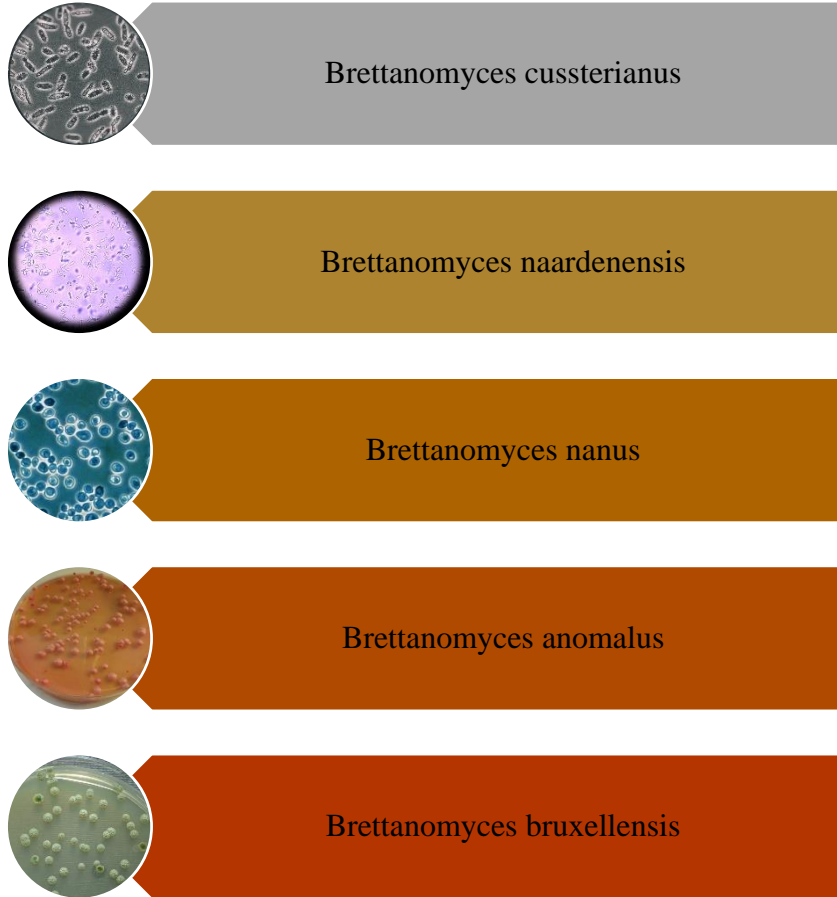 Brettanomyces cussterianus
Brettanomyces naardenensis
Brettanomyces nanus
Brettanomyces anomalus
Brettanomyces bruxellensis